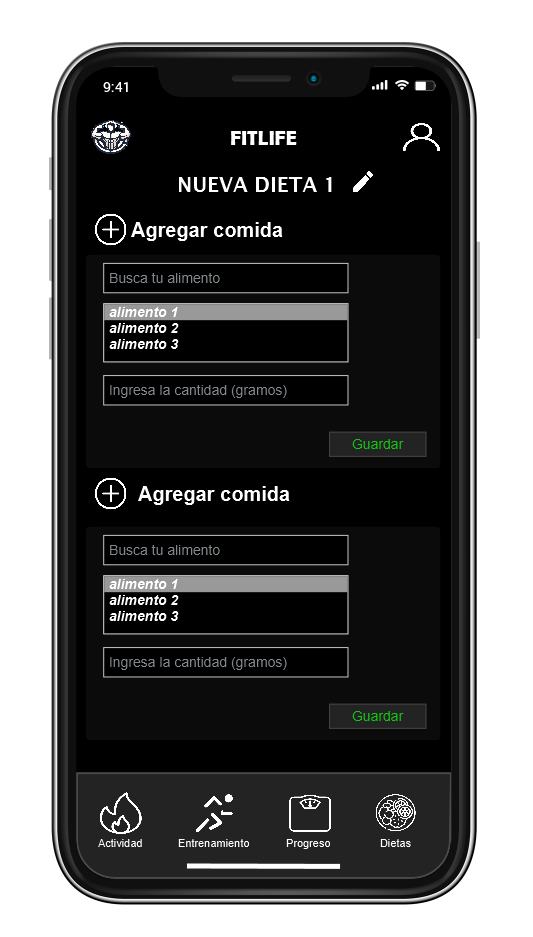 9:41
FITLIFE
NUEVA DIETA 1
Agregar comida
Busca tu alimento
alimento 1
alimento 2
alimento 3
Ingresa la cantidad (gramos)
Guardar
Agregar comida
Busca tu alimento
alimento 1
alimento 2
alimento 3
Ingresa la cantidad (gramos)
Guardar
Actividad Entrenamiento Progreso Dietas